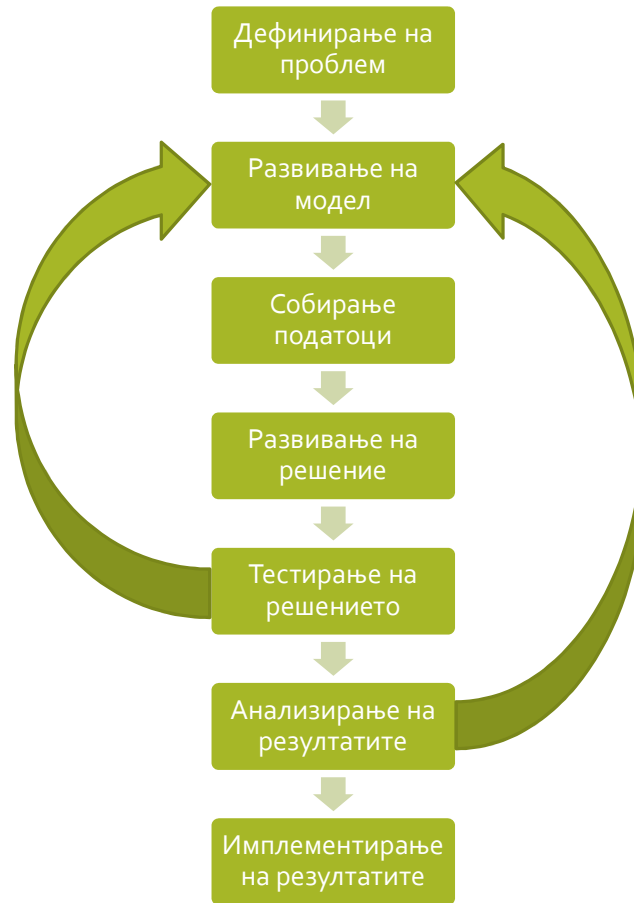 Дефинирање на
проблем
Развивање на
модел
Собирање
податоци
Развивање на
решение
Тестирање на
решението
Анализирање на
резултатите
Имплементирање
на резултатите